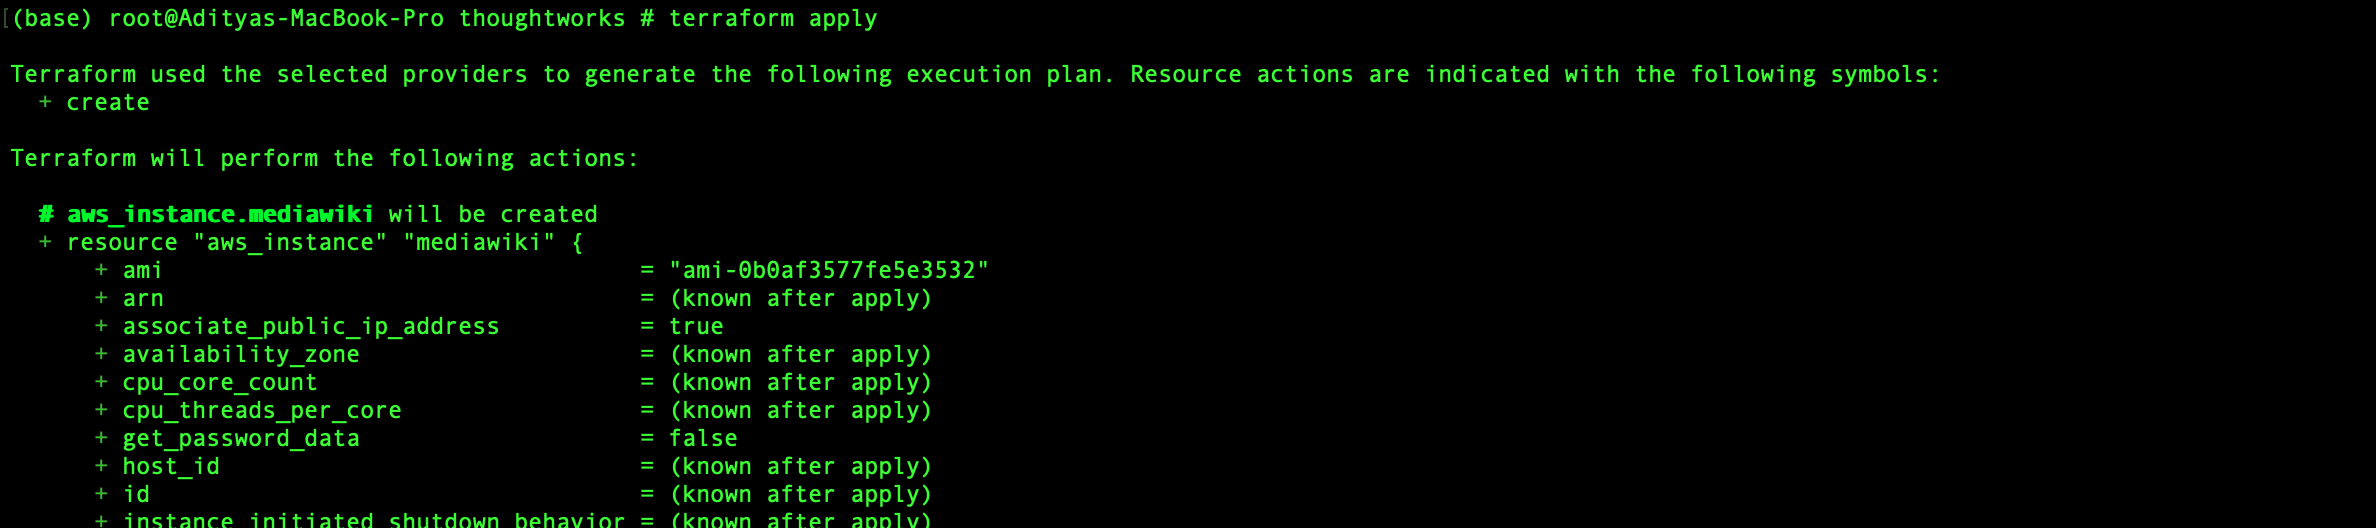 [(base) root@Adityas-MacBook-Pro thoughtworks # terraform apply
Terraform used the selected providers to generate the following execution plan. Resource actions are indicated with the following symbols:
+ create
Terraform will perform the following actions:
# aws_instance.mediawiki will be created
+ resource "aws_instance" "mediawiki" {
+ ami = "ami-0b0af3577fe5e3532"
+ arn = (known after apply)
+ associate_public_ip_address = true
+ availability_zone = (known after apply)
+ cpu_core_count = (known after apply)
+ cpu_threads_per_core = (known after apply)
+ get_password_data = false
+ host_id = (known after apply)
+ id = (known after apply)
+ instance_initiated_shutdown_behavior = (known after apply)